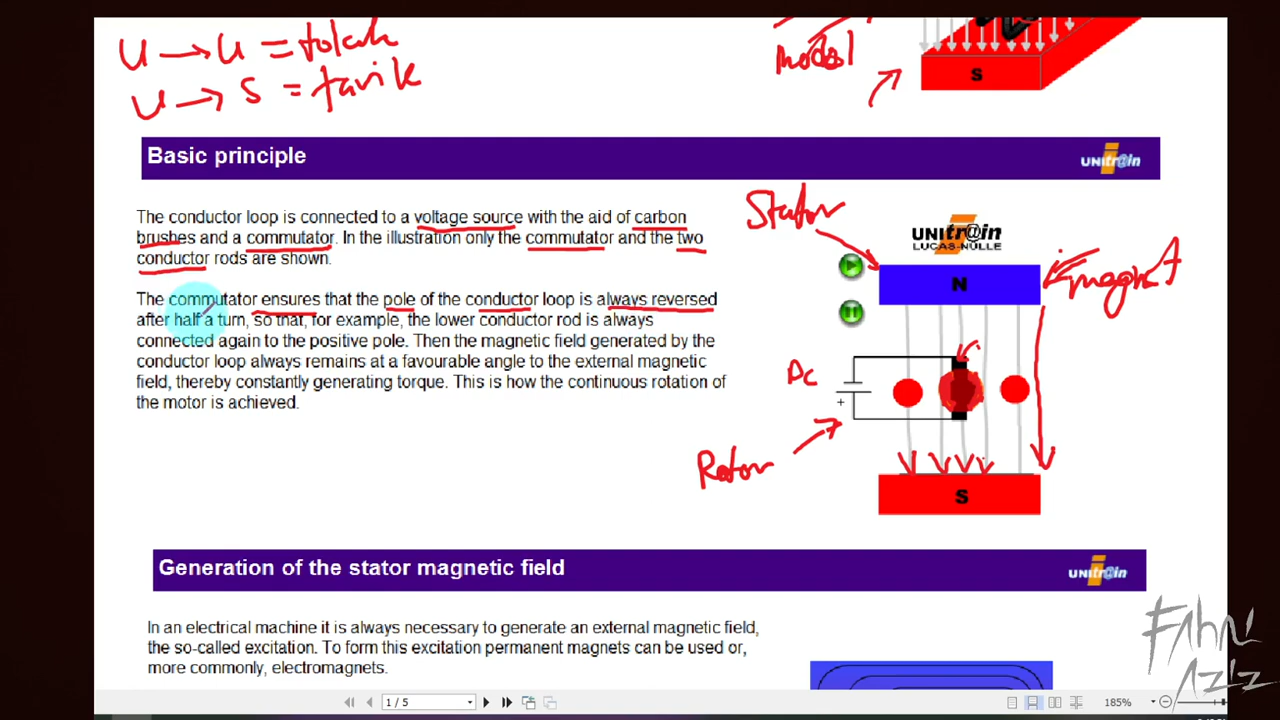 U → U = tolak
U → S = tarik
model
S
Basic principle
UNITr@in
The conductor loop is connected to a voltage source with the aid of carbon
brushes and a commutator. In the illustration only the commutator and the two
conductor rods are shown.
The commutator ensures that the pole of the conductor loop is always reversed
after half a turn, so that, for example, the lower conductor rod is always
connected again to the positive pole. Then the magnetic field generated by the
conductor loop always remains at a favourable angle to the external magnetic
field, thereby constantly generating torque. This is how the continuous rotation of
the motor is achieved.
Stator
UNITr@in
LUCAS-NÜLLE
N
magnet
DC
+
Rotor
S
Generation of the stator magnetic field
UNITr@in
In an electrical machine it is always necessary to generate an external magnetic field,
the so-called excitation. To form this excitation permanent magnets can be used or,
more commonly, electromagnets.
FAHMI
AZIZ
1 / 5
185%